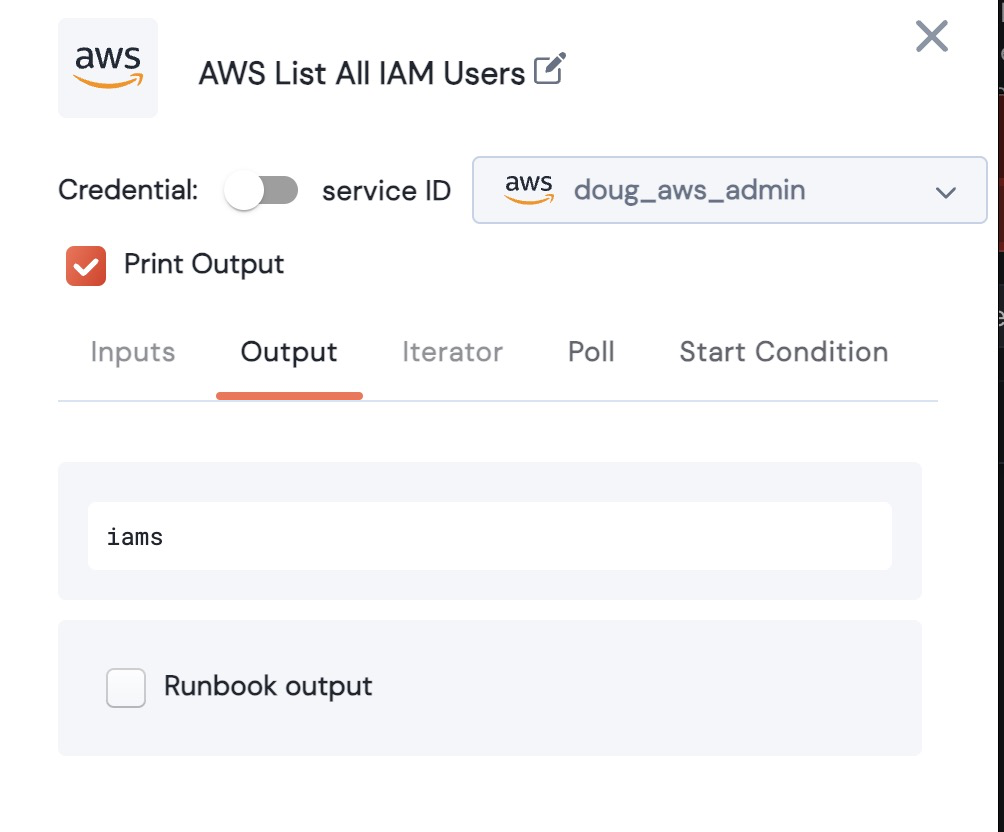 aws
AWS List All IAM Users
Credential: service ID aws doug_aws_admin
Print Output
Inputs Output Iterator Poll Start Condition
iams
Runbook output